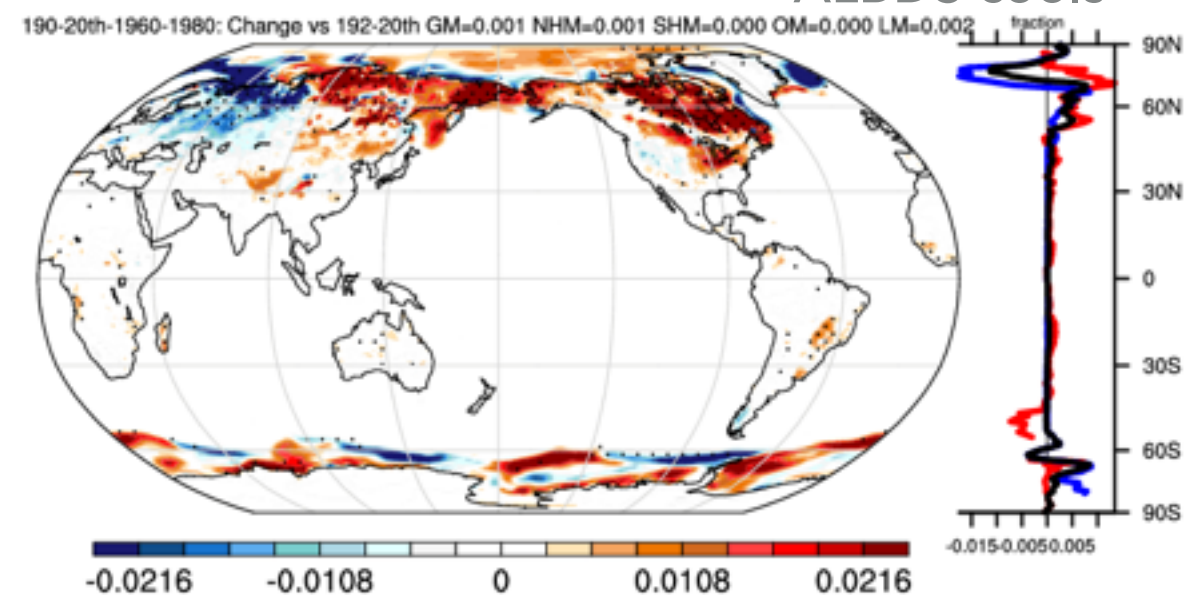 190-20th-1960-1980: Change vs 192-20th GM=0.001 NHM=0.001 SHM=0.000 OM=0.000 LM=0.002
fraction
90N
60N
30N
0
30S
60S
90S
-0.015-0.0050.005
-0.0216 -0.0108 0 0.0108 0.0216